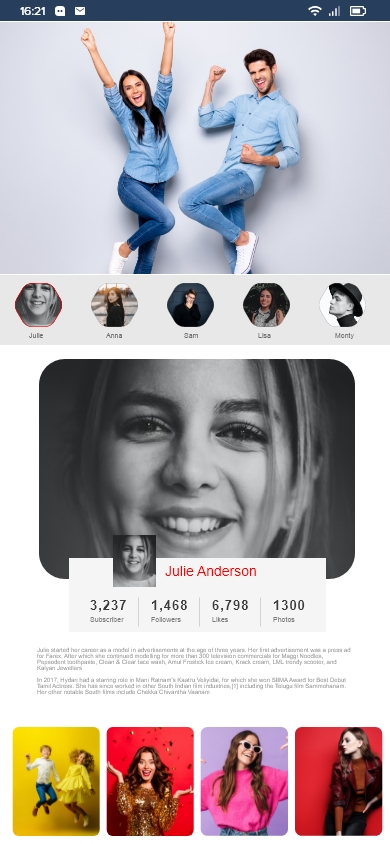 16:21
Julie
Anna
Sam
Lisa
Monty
Julie Anderson
3,237
1,468
6,798
1300
Subscriber
Followers
Likes
Photos
Julie started her career as a model in advertisements at the age of three years. Her first advertisement was a press ad
for Farex. After which she continued modelling for more than 300 television commercials for Maggi Noodles,
Pepsodent toothpaste, Clean & Clear face wash, Amul Frostick Ice cream, Krack cream, LML trendy scooter, and
Kalyan Jewellers
In 2017, Hydari had a starring role in Mani Ratnam's Kaatru Veliyidai, for which she won SIIMA Award for Best Debut
Tamil Actress. She has since worked in other South Indian film industries,[1] including the Telugu film Sammohanam.
Her other notable South films include Chekka Chivantha Vaanam